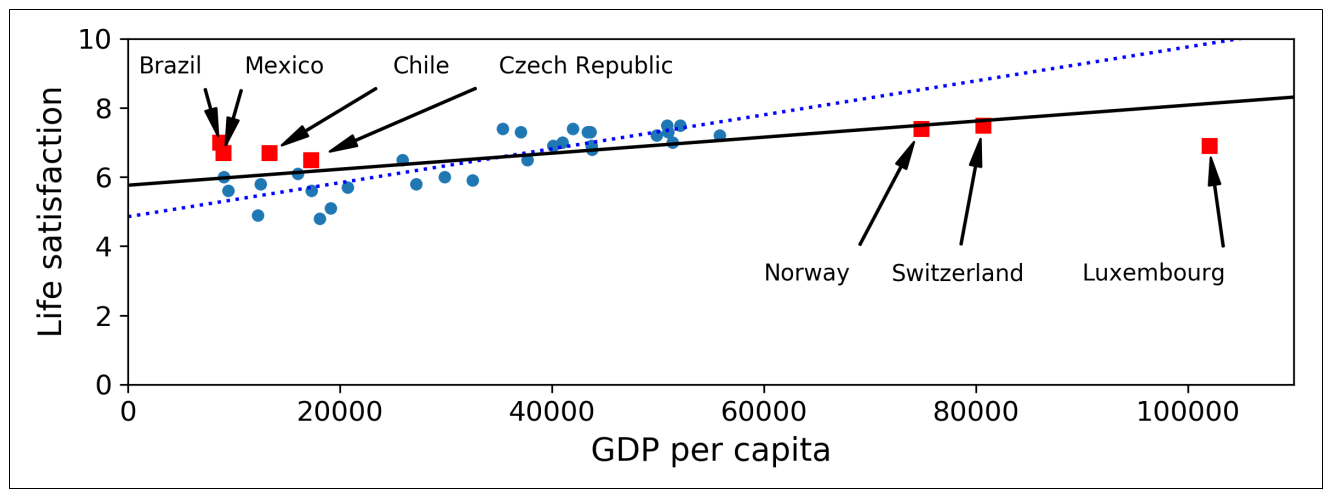 10
Brazil Mexico Chile Czech Republic
8
6
4
Norway Switzerland Luxembourg
2
0
Life satisfaction
0 20000 40000 60000 80000 100000
GDP per capita